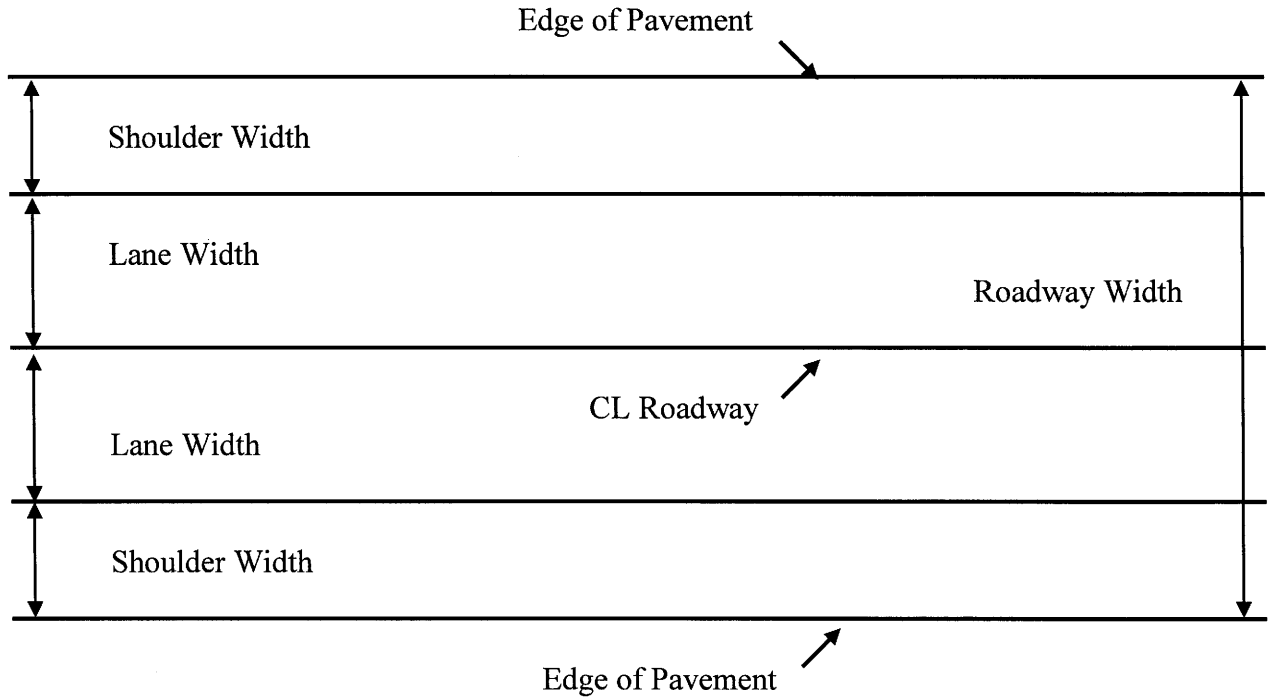 Edge of Pavement
Shoulder Width
Lane Width
Roadway Width
CL Roadway
Lane Width
Shoulder Width
Edge of Pavement